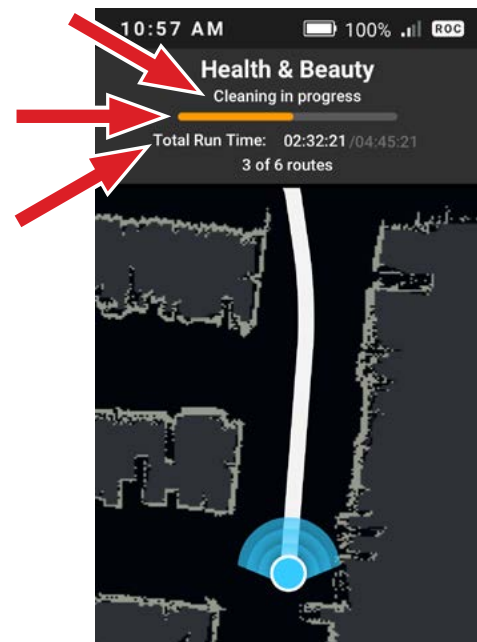 10:57 AM 100% ROC
Health & Beauty
Cleaning in progress
Total Run Time: 02:32:21 /04:45:21
3 of 6 routes